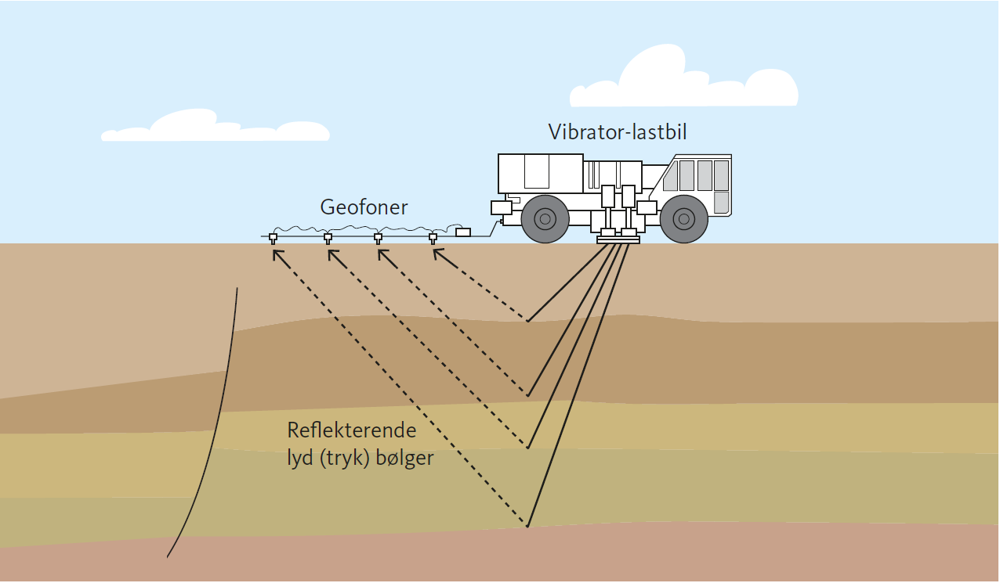 Vibrator-lastbil
Geofoner
Reflekterende
lyd (tryk) bølger